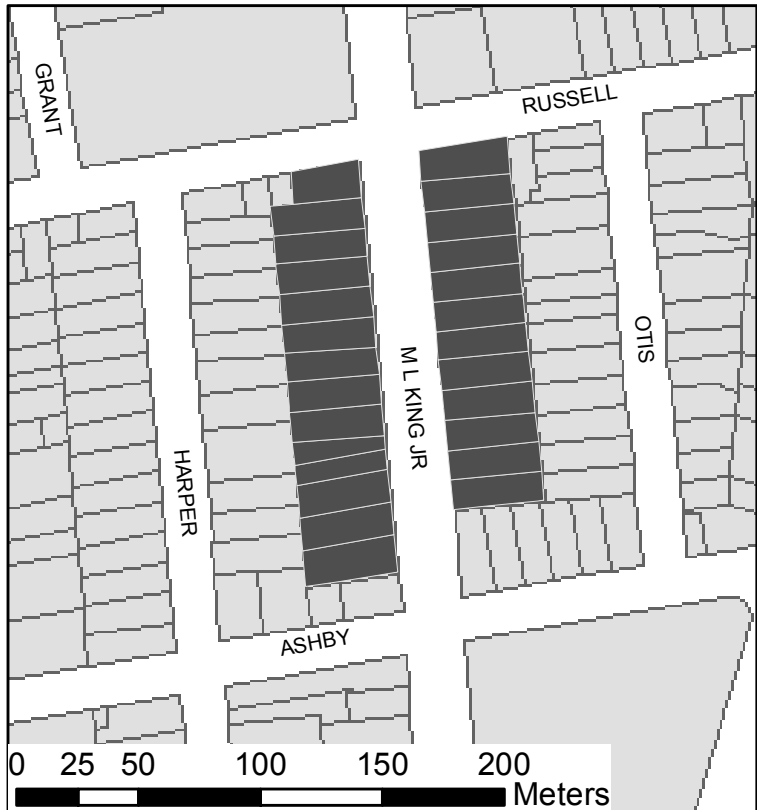 GRANT
RUSSELL
OTIS
M L KING JR
HARPER
ASHBY
0 25 50 100 150 200
Meters